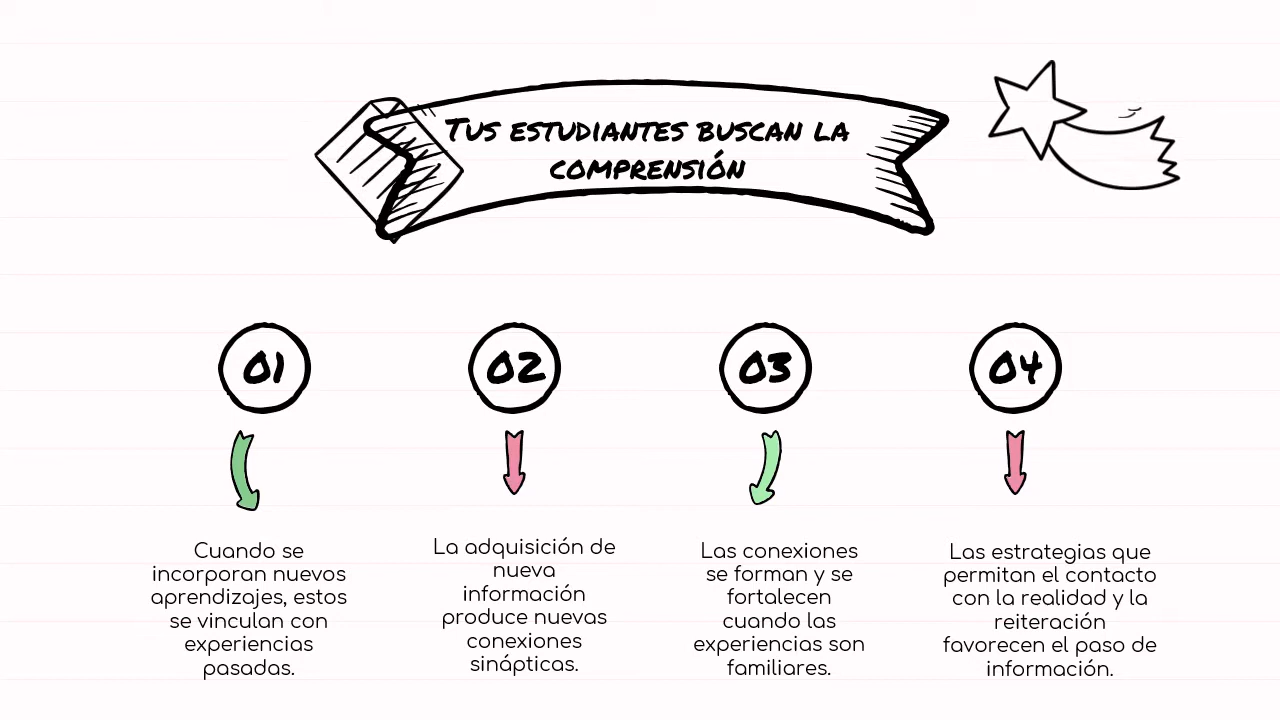 Tus estudiantes buscan la
comprensión
01
02
03
04
Cuando se
incorporan nuevos
aprendizajes, estos
se vinculan con
experiencias
pasadas.
La adquisición de
nueva
información
produce nuevas
conexiones
sinápticas.
Las conexiones
se forman y se
fortalecen
cuando las
experiencias son
familiares.
Las estrategias que
permitan el contacto
con la realidad y la
reiteración
favorecen el paso de
información.